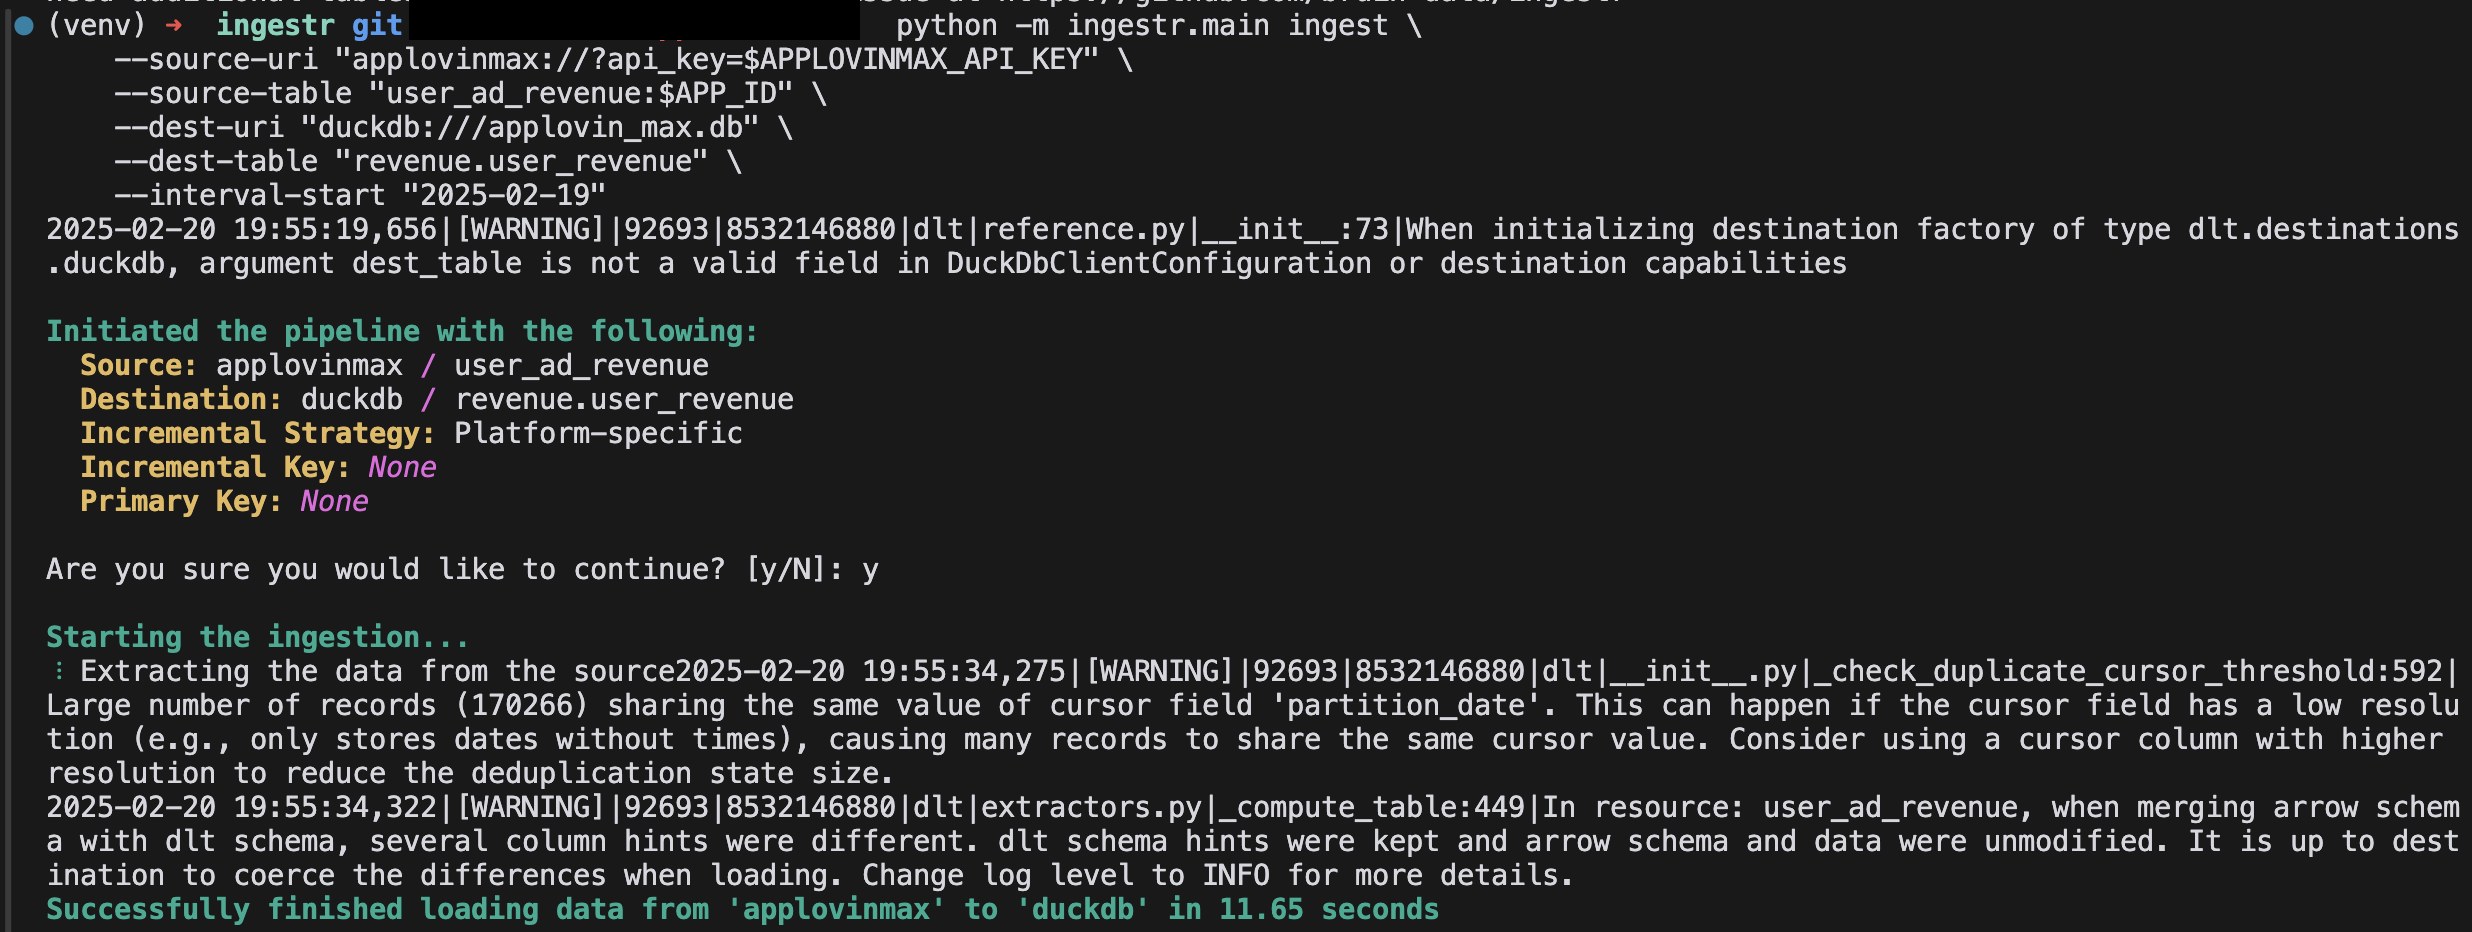 (venv) → ingestr git python -m ingestr.main ingest \
--source-uri "applovinmax://?api_key=$APPLOVINMAX_API_KEY" \
--source-table "user_ad_revenue:$APP_ID" \
--dest-uri "duckdb:///applovin_max.db" \
--dest-table "revenue.user_revenue" \
--interval-start "2025-02-19"
2025-02-20 19:55:19,656|[WARNING]|92693|8532146880|dlt|reference.py|__init__:73|When initializing destination factory of type dlt.destinations
.duckdb, argument dest_table is not a valid field in DuckDbClientConfiguration or destination capabilities
Initiated the pipeline with the following:
Source: applovinmax / user_ad_revenue
Destination: duckdb / revenue.user_revenue
Incremental Strategy: Platform-specific
Incremental Key: None
Primary Key: None
Are you sure you would like to continue? [y/N]: y
Starting the ingestion...
⋮ Extracting the data from the source2025-02-20 19:55:34,275|[WARNING]|92693|8532146880|dlt|__init__.py|_check_duplicate_cursor_threshold:592|
Large number of records (170266) sharing the same value of cursor field 'partition_date'. This can happen if the cursor field has a low resolu
tion (e.g., only stores dates without times), causing many records to share the same cursor value. Consider using a cursor column with higher
resolution to reduce the deduplication state size.
2025-02-20 19:55:34,322|[WARNING]|92693|8532146880|dlt|extractors.py|_compute_table:449|In resource: user_ad_revenue, when merging arrow schem
a with dlt schema, several column hints were different. dlt schema hints were kept and arrow schema and data were unmodified. It is up to dest
ination to coerce the differences when loading. Change log level to INFO for more details.
Successfully finished loading data from 'applovinmax' to 'duckdb' in 11.65 seconds